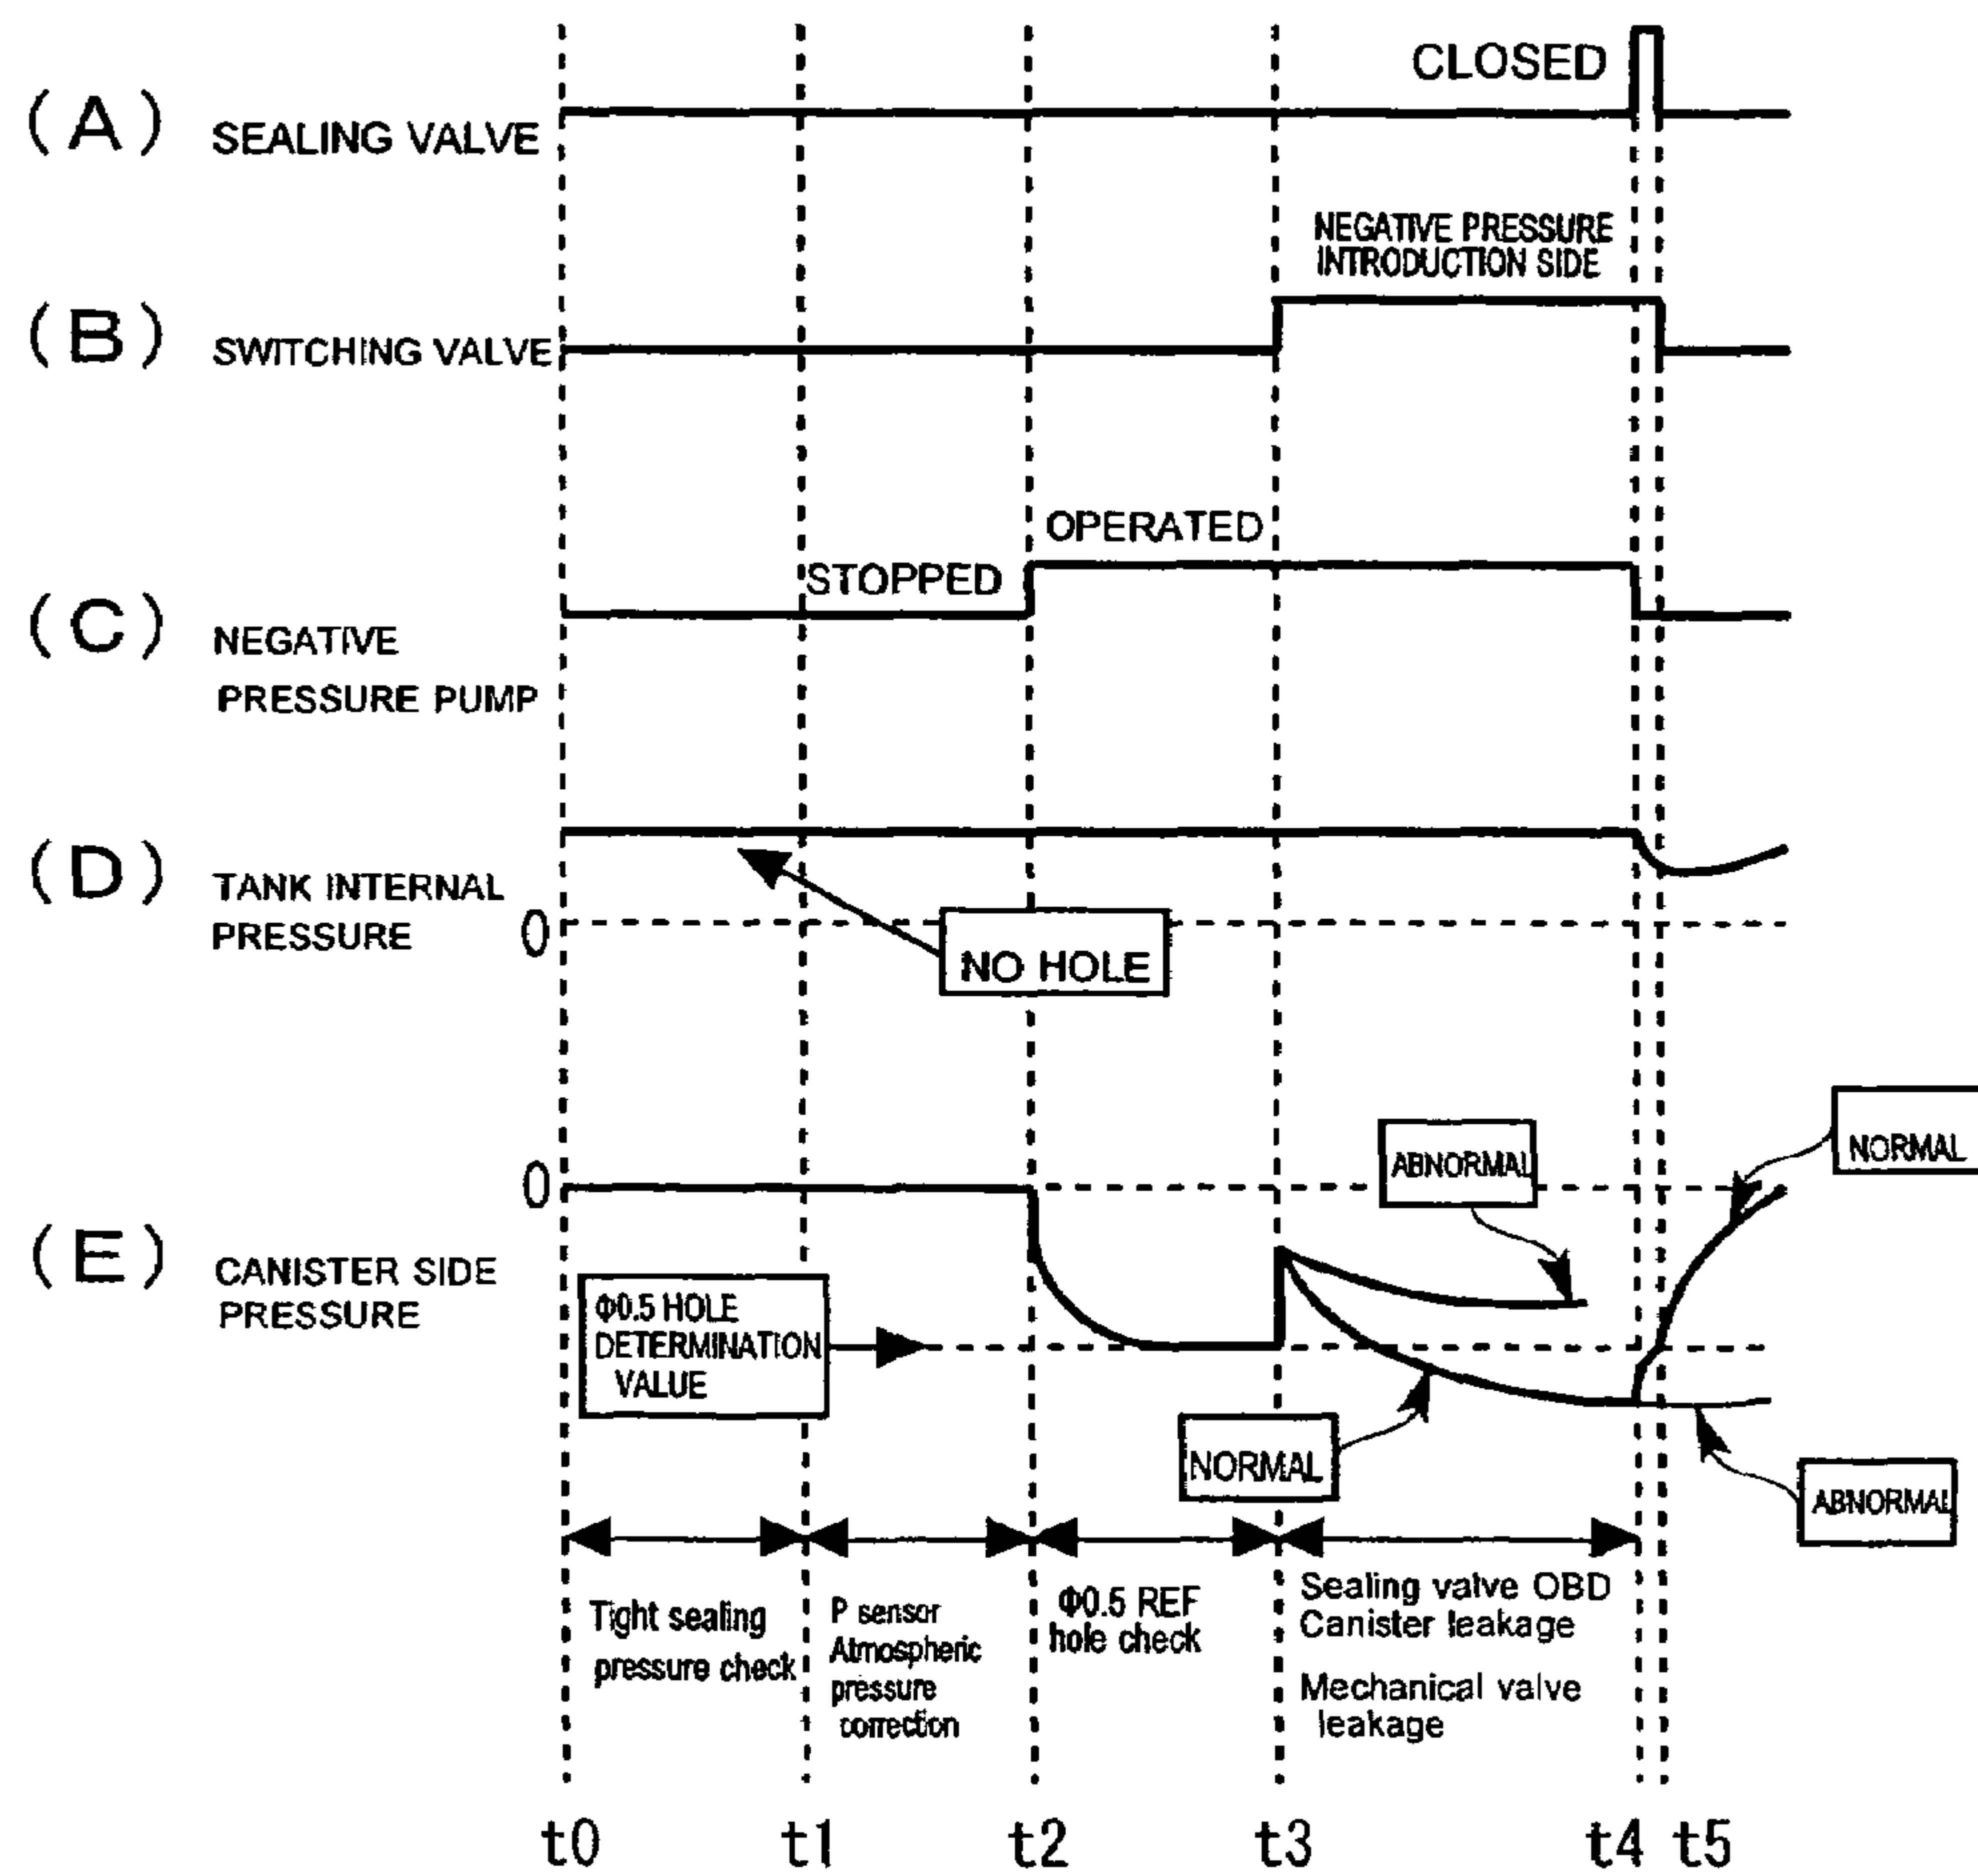 CLOSED
(A) SEALING VALVE
NEGATIVE PRESSURE
INTRODUCTION SIDE
(B) SWITCHING VALVE
OPERATED
STOPPED
(C) NEGATIVE
PRESSURE PUMP
(D) TANK INTERNAL
PRESSURE
0
NO HOLE
ABNORMAL
NORMAL
0
(E) CANISTER SIDE
PRESSURE
Φ0.5 HOLE
DETERMINATION
VALUE
NORMAL
ABNORMAL
Tight sealing
pressure check
P sensor
Atmospheric
pressure
correction
Φ0.5 REF
hole check
Sealing valve OBD
Canister leakage
Mechanical valve
leakage
t0 t1 t2 t3 t4 t5